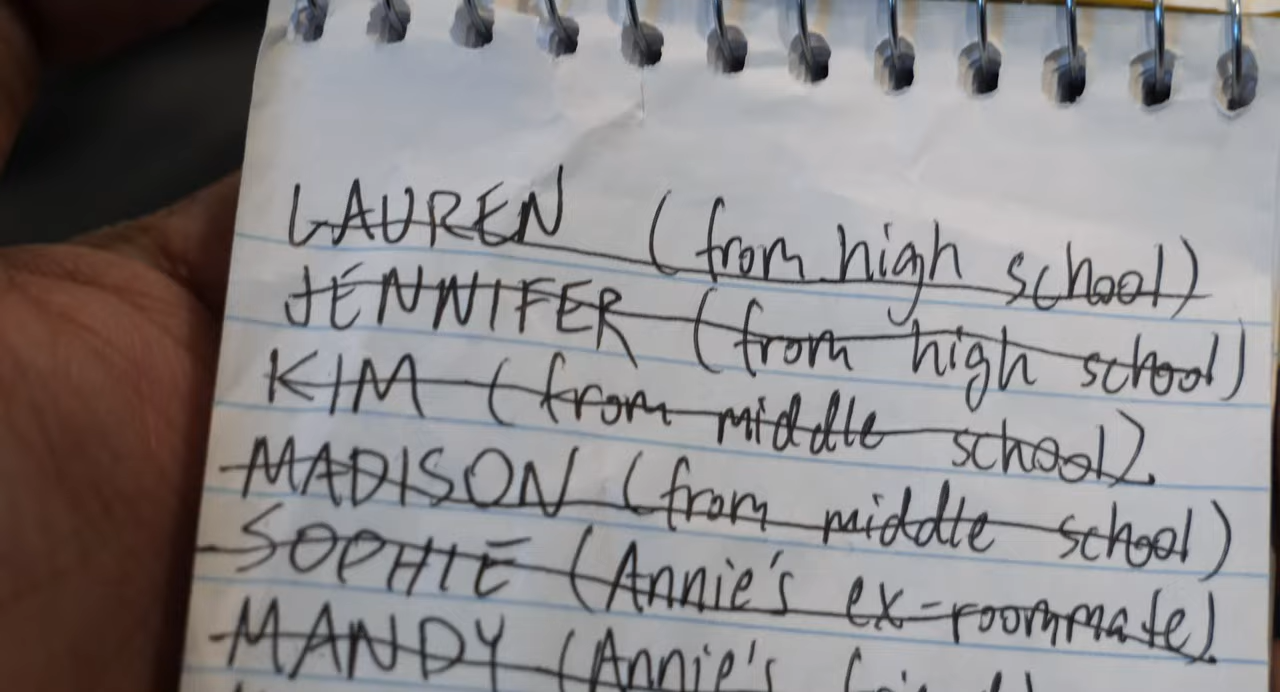 LAUREN (from high school)
JENNIFER (from high school)
KIM (from middle school).
MADISON (from middle school)
SOPHIE (Annie's ex-roommate)
MANDY (Annie's